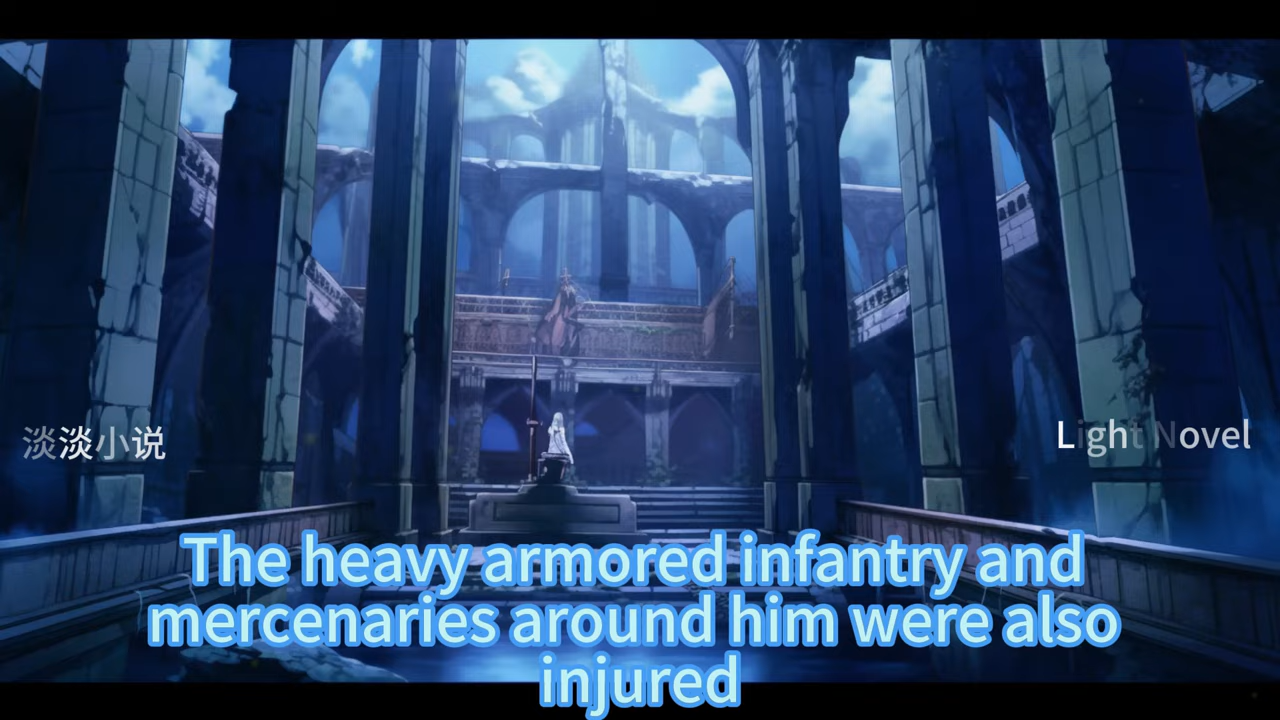 淡淡小说
Light Novel
The heavy armored infantry and
mercenaries around him were also
injured